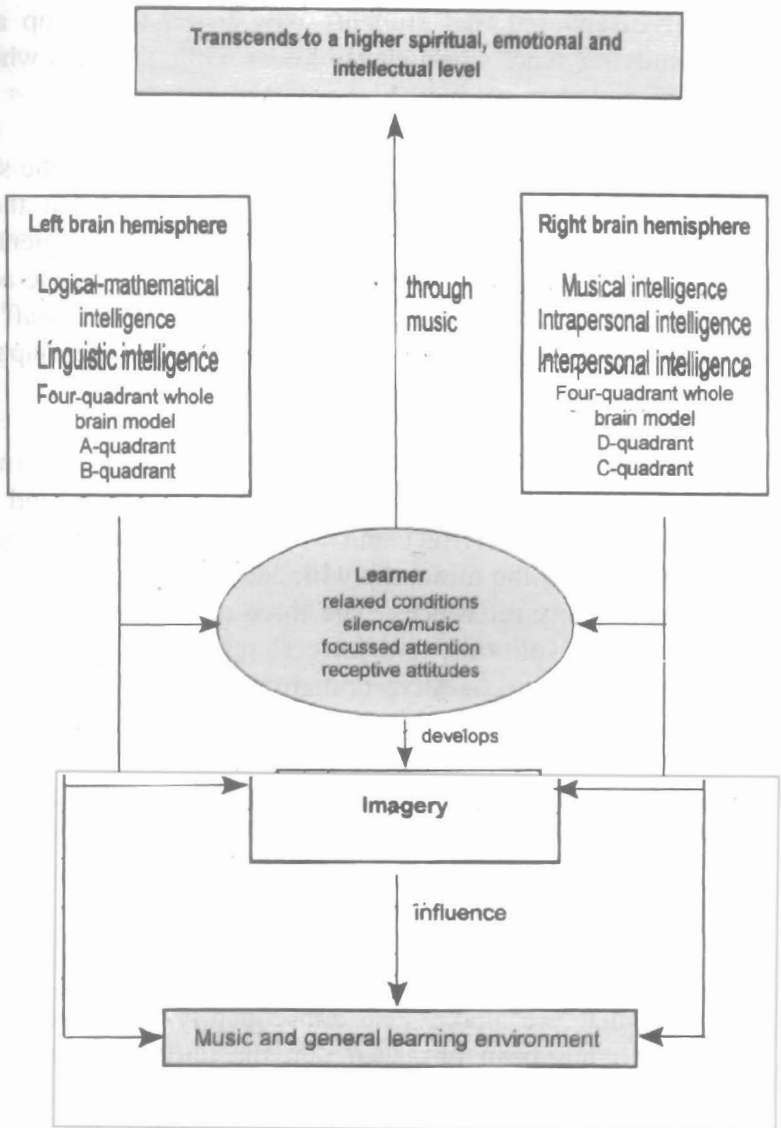 Transcends to a higher spiritual, emotional and
intellectual level
Left brain hemisphere
Logical-mathematical
intelligence
Linguistic intelligence
Four-quadrant whole
brain model
A-quadrant
B-quadrant
through
music
Right brain hemisphere
Musical intelligence
Intrapersonal intelligence
Interpersonal intelligence
Four-quadrant whole
brain model
D-quadrant
C-quadrant
Learner
relaxed conditions
silence/music
focussed attention
receptive attitudes
develops
Imagery
influence
Music and general learning environment